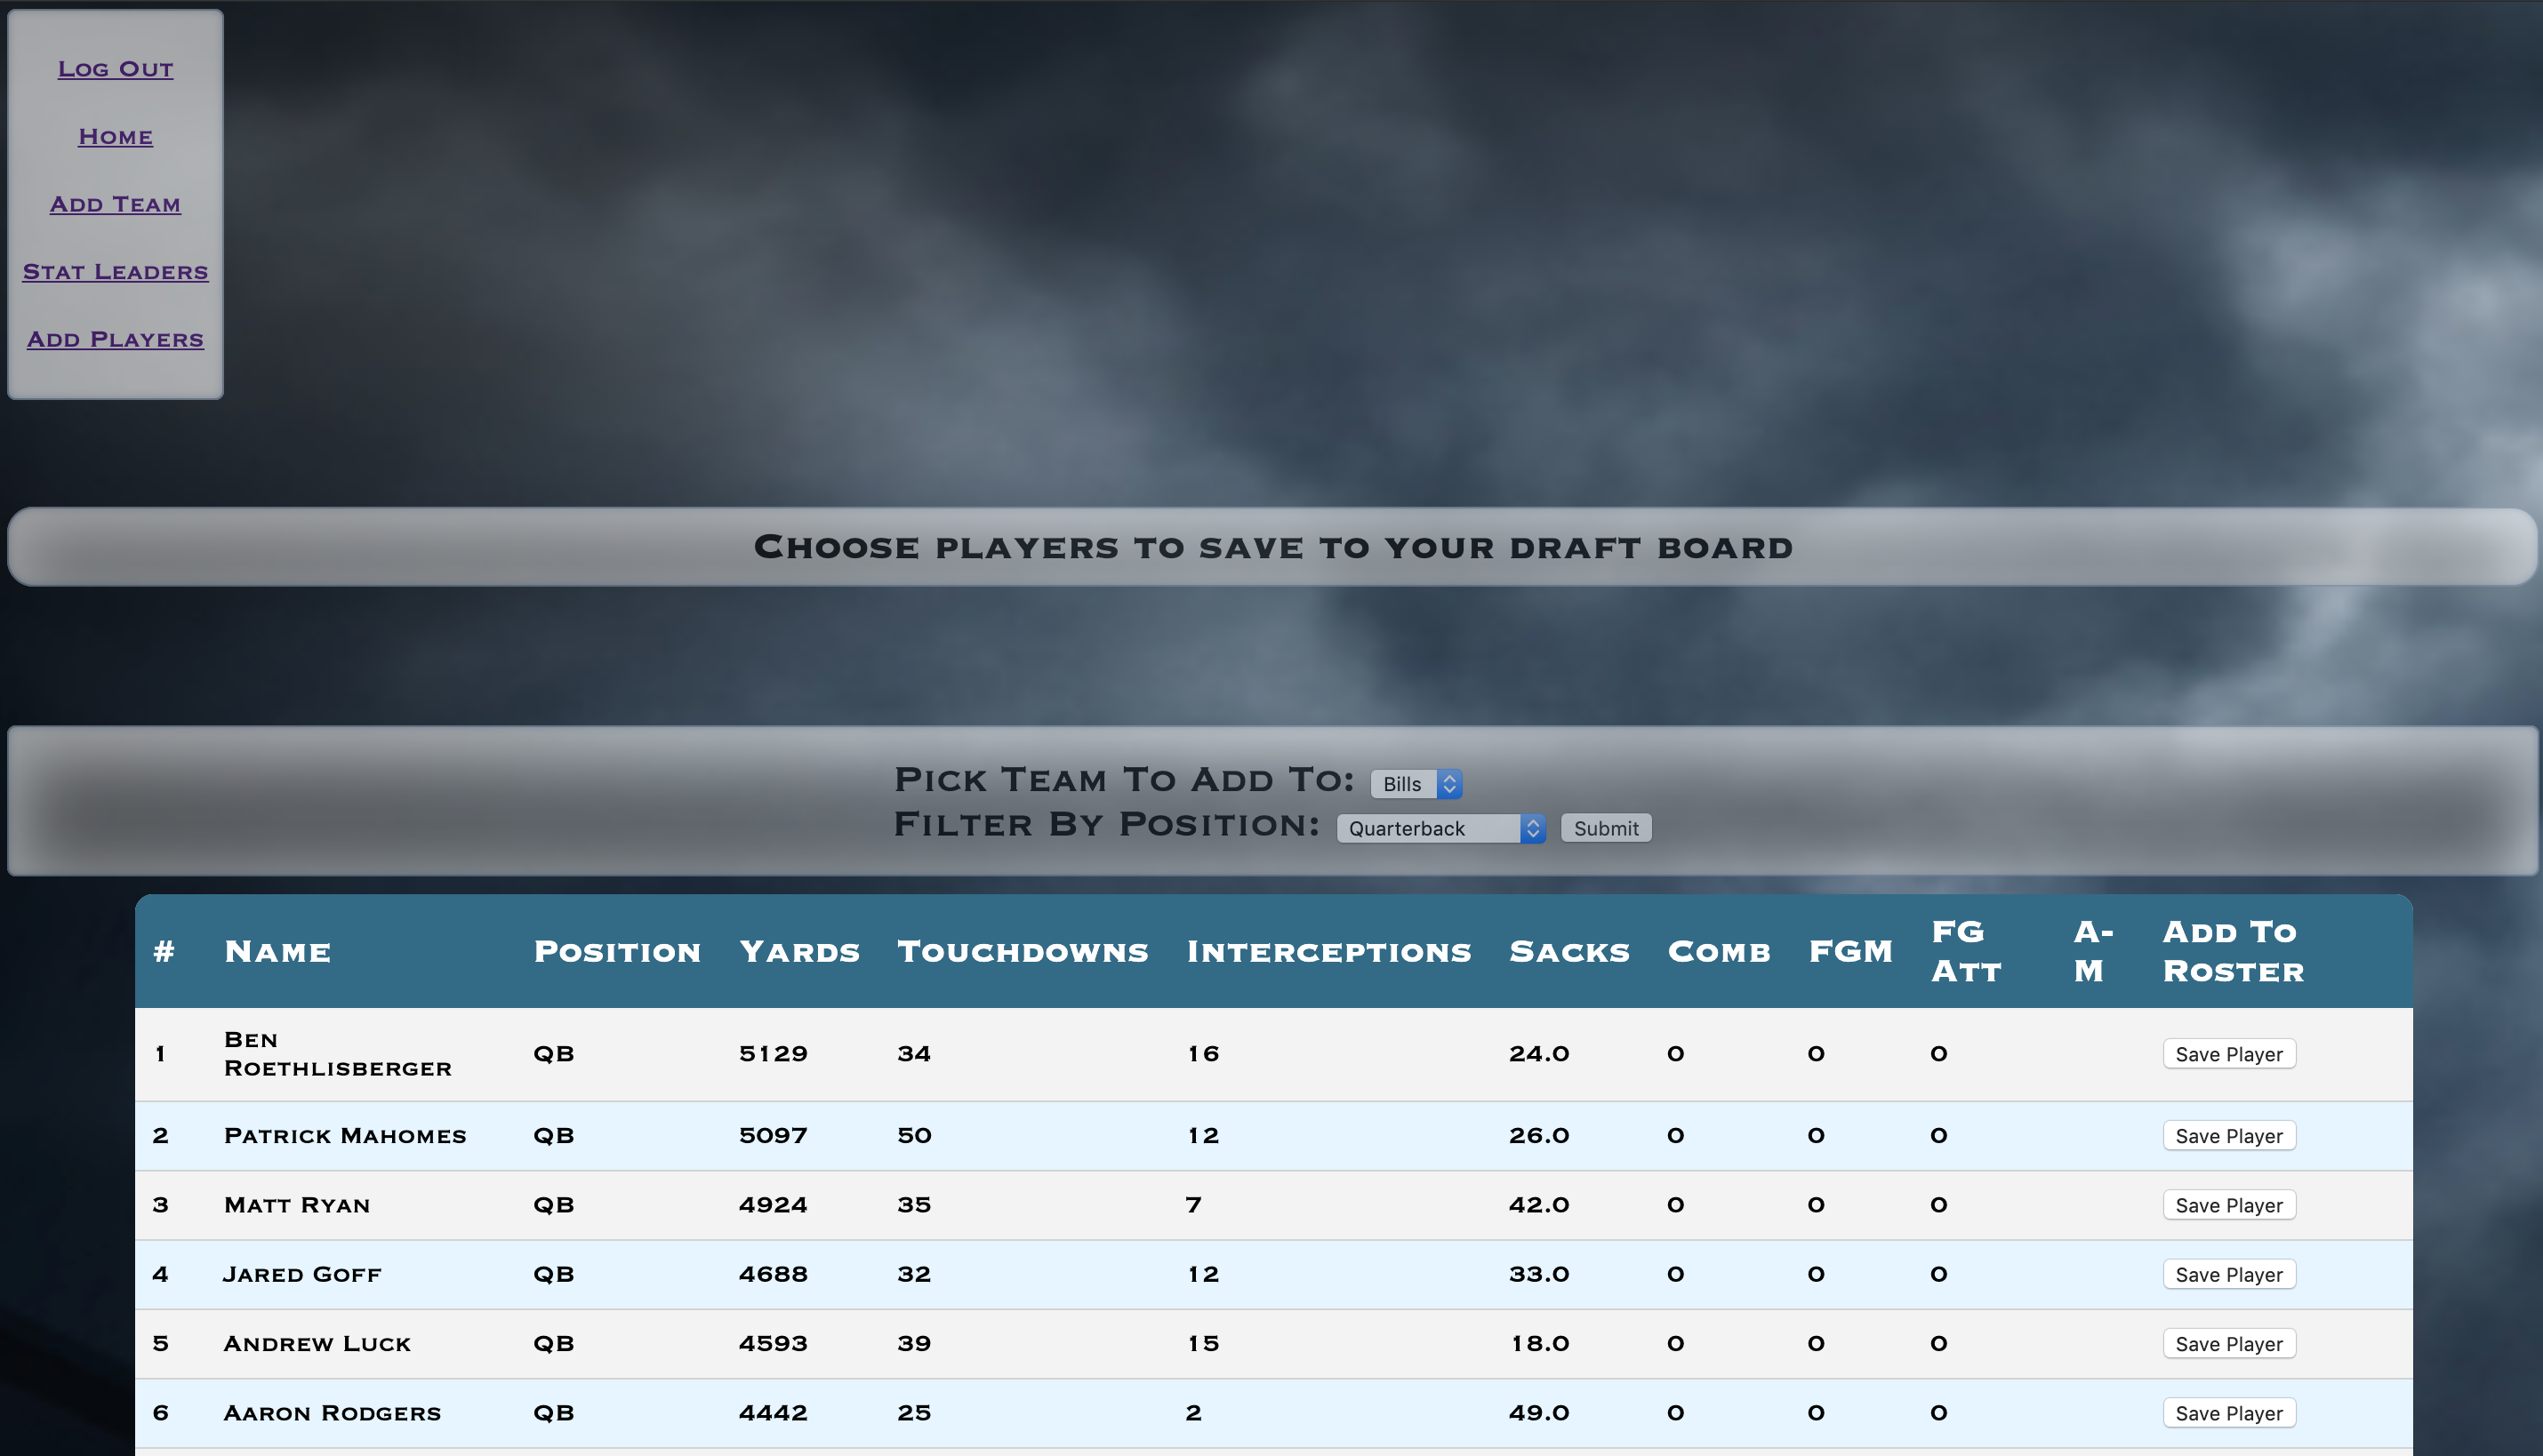 Log Out
Home
Add Team
Stat Leaders
Add Players
Choose players to save to your draft board
Pick Team To Add To: Bills
Filter By Position: Quarterback Submit
# Name Position Yards Touchdowns Interceptions Sacks Comb FGM FG Att A-M Add To Roster
1 Ben Roethlisberger QB 5129 34 16 24.0 0 0 0 Save Player
2 Patrick Mahomes QB 5097 50 12 26.0 0 0 0 Save Player
3 Matt Ryan QB 4924 35 7 42.0 0 0 0 Save Player
4 Jared Goff QB 4688 32 12 33.0 0 0 0 Save Player
5 Andrew Luck QB 4593 39 15 18.0 0 0 0 Save Player
6 Aaron Rodgers QB 4442 25 2 49.0 0 0 0 Save Player